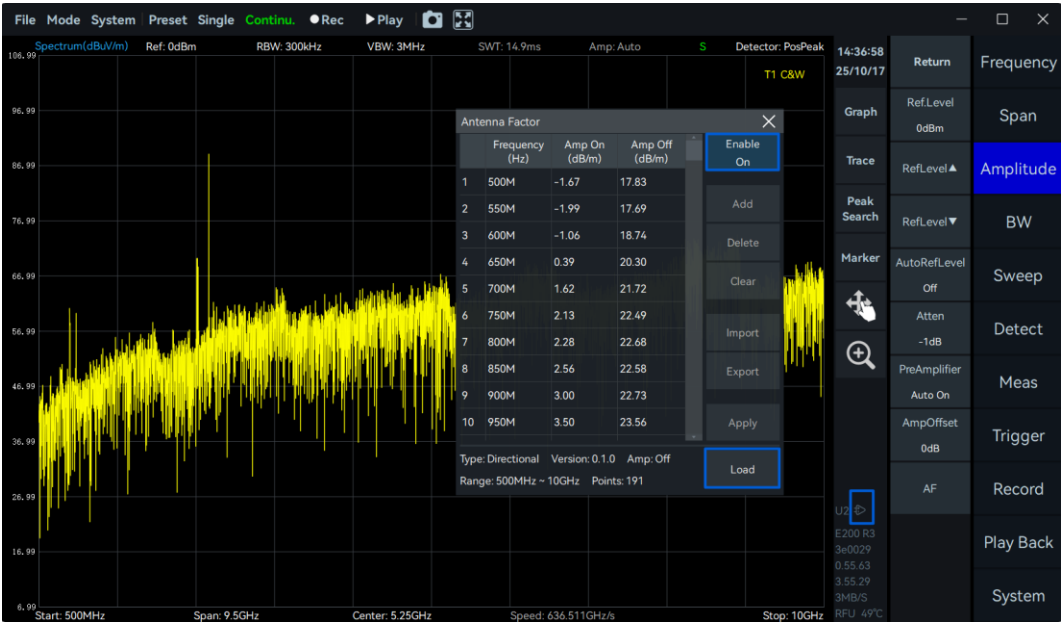 File Mode System Preset Single Continu. Rec Play
Spectrum(dBuV/m) Ref: 0dBm RBW: 300kHz VBW: 3MHz SWT: 14.9ms Amp: Auto S Detector: PosPeak
T1 C&W
106.99
96.99
86.99
76.99
66.99
56.99
46.99
36.99
26.99
16.99
6.99
Start: 500MHz Span: 9.5GHz Center: 5.25GHz Speed: 636.511GHz/s Stop: 10GHz
Antenna Factor
Frequency (Hz) Amp On (dB/m) Amp Off (dB/m)
1 500M -1.67 17.83
2 550M -1.99 17.69
3 600M -1.06 18.74
4 650M 0.39 20.30
5 700M 1.62 21.72
6 750M 2.13 22.49
7 800M 2.28 22.68
8 850M 2.56 22.58
9 900M 3.00 22.73
10 950M 3.50 23.56
Type: Directional Version: 0.1.0 Amp: Off
Range: 500MHz ~ 10GHz Points: 191
Enable
On
Add
Delete
Clear
Import
Export
Apply
Load
14:36:58
25/10/17
Graph
Trace
Peak
Search
Marker
U2
E200 R3
3e0029
0.55.63
3.55.29
3MB/S
RFU 49°C
Return
Ref.Level
0dBm
RefLevel▲
RefLevel▼
AutoRefLevel
Off
Atten
-1dB
PreAmplifier
Auto On
AmpOffset
0dB
AF
Frequency
Span
Amplitude
BW
Sweep
Detect
Meas
Trigger
Record
Play Back
System